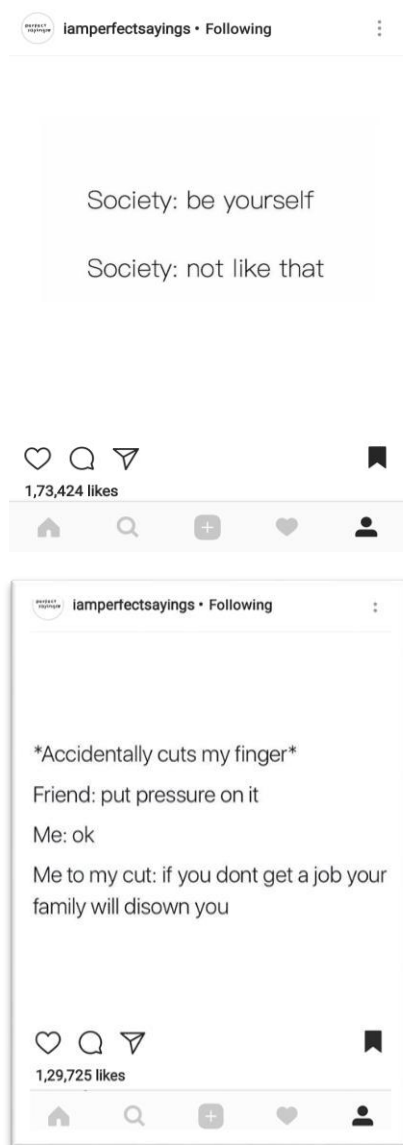 perfect
sayingss
iamperfectsayings • Following
Society: be yourself
Society: not like that
1,73,424 likes
iamperfectsayings • Following
*Accidentally cuts my finger*
Friend: put pressure on it
Me: ok
Me to my cut: if you dont get a job your
family will disown you
1,29,725 likes